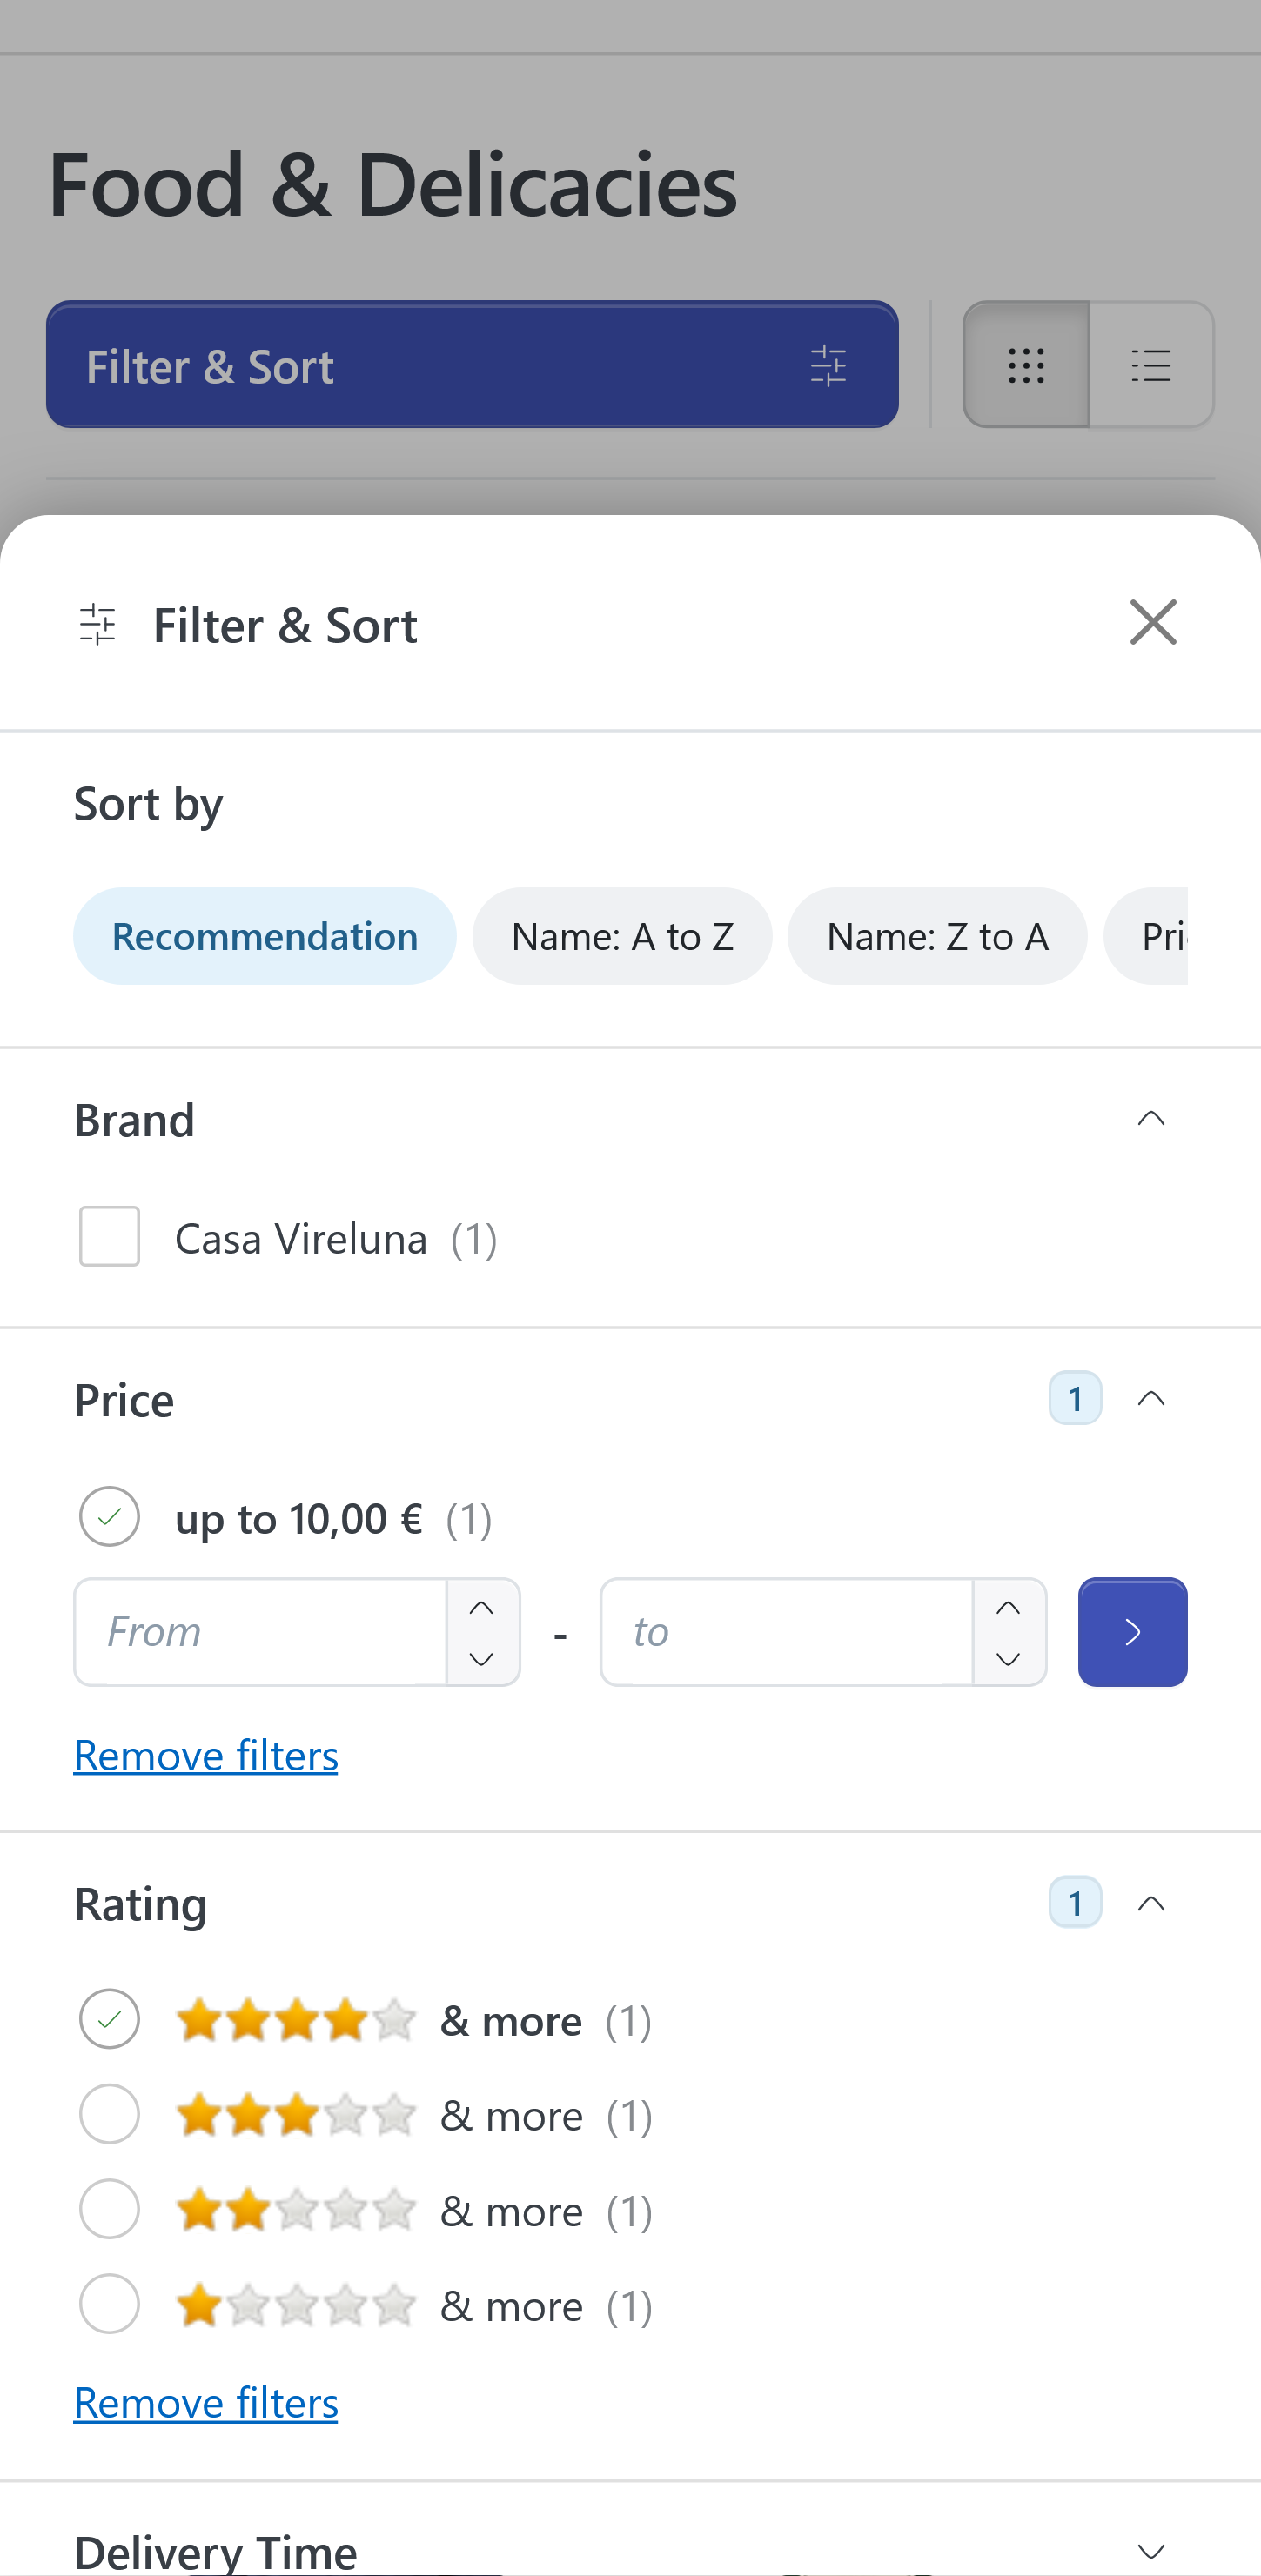 Food & Delicacies
Filter & Sort
Filter & Sort
Sort by
Recommendation Name: A to Z Name: Z to A
Brand
Casa Vireluna (1)
Price 1
up to 10,00 € (1)
From - to
Remove filters
Rating 1
& more (1)
& more (1)
& more (1)
& more (1)
Remove filters
Delivery Time